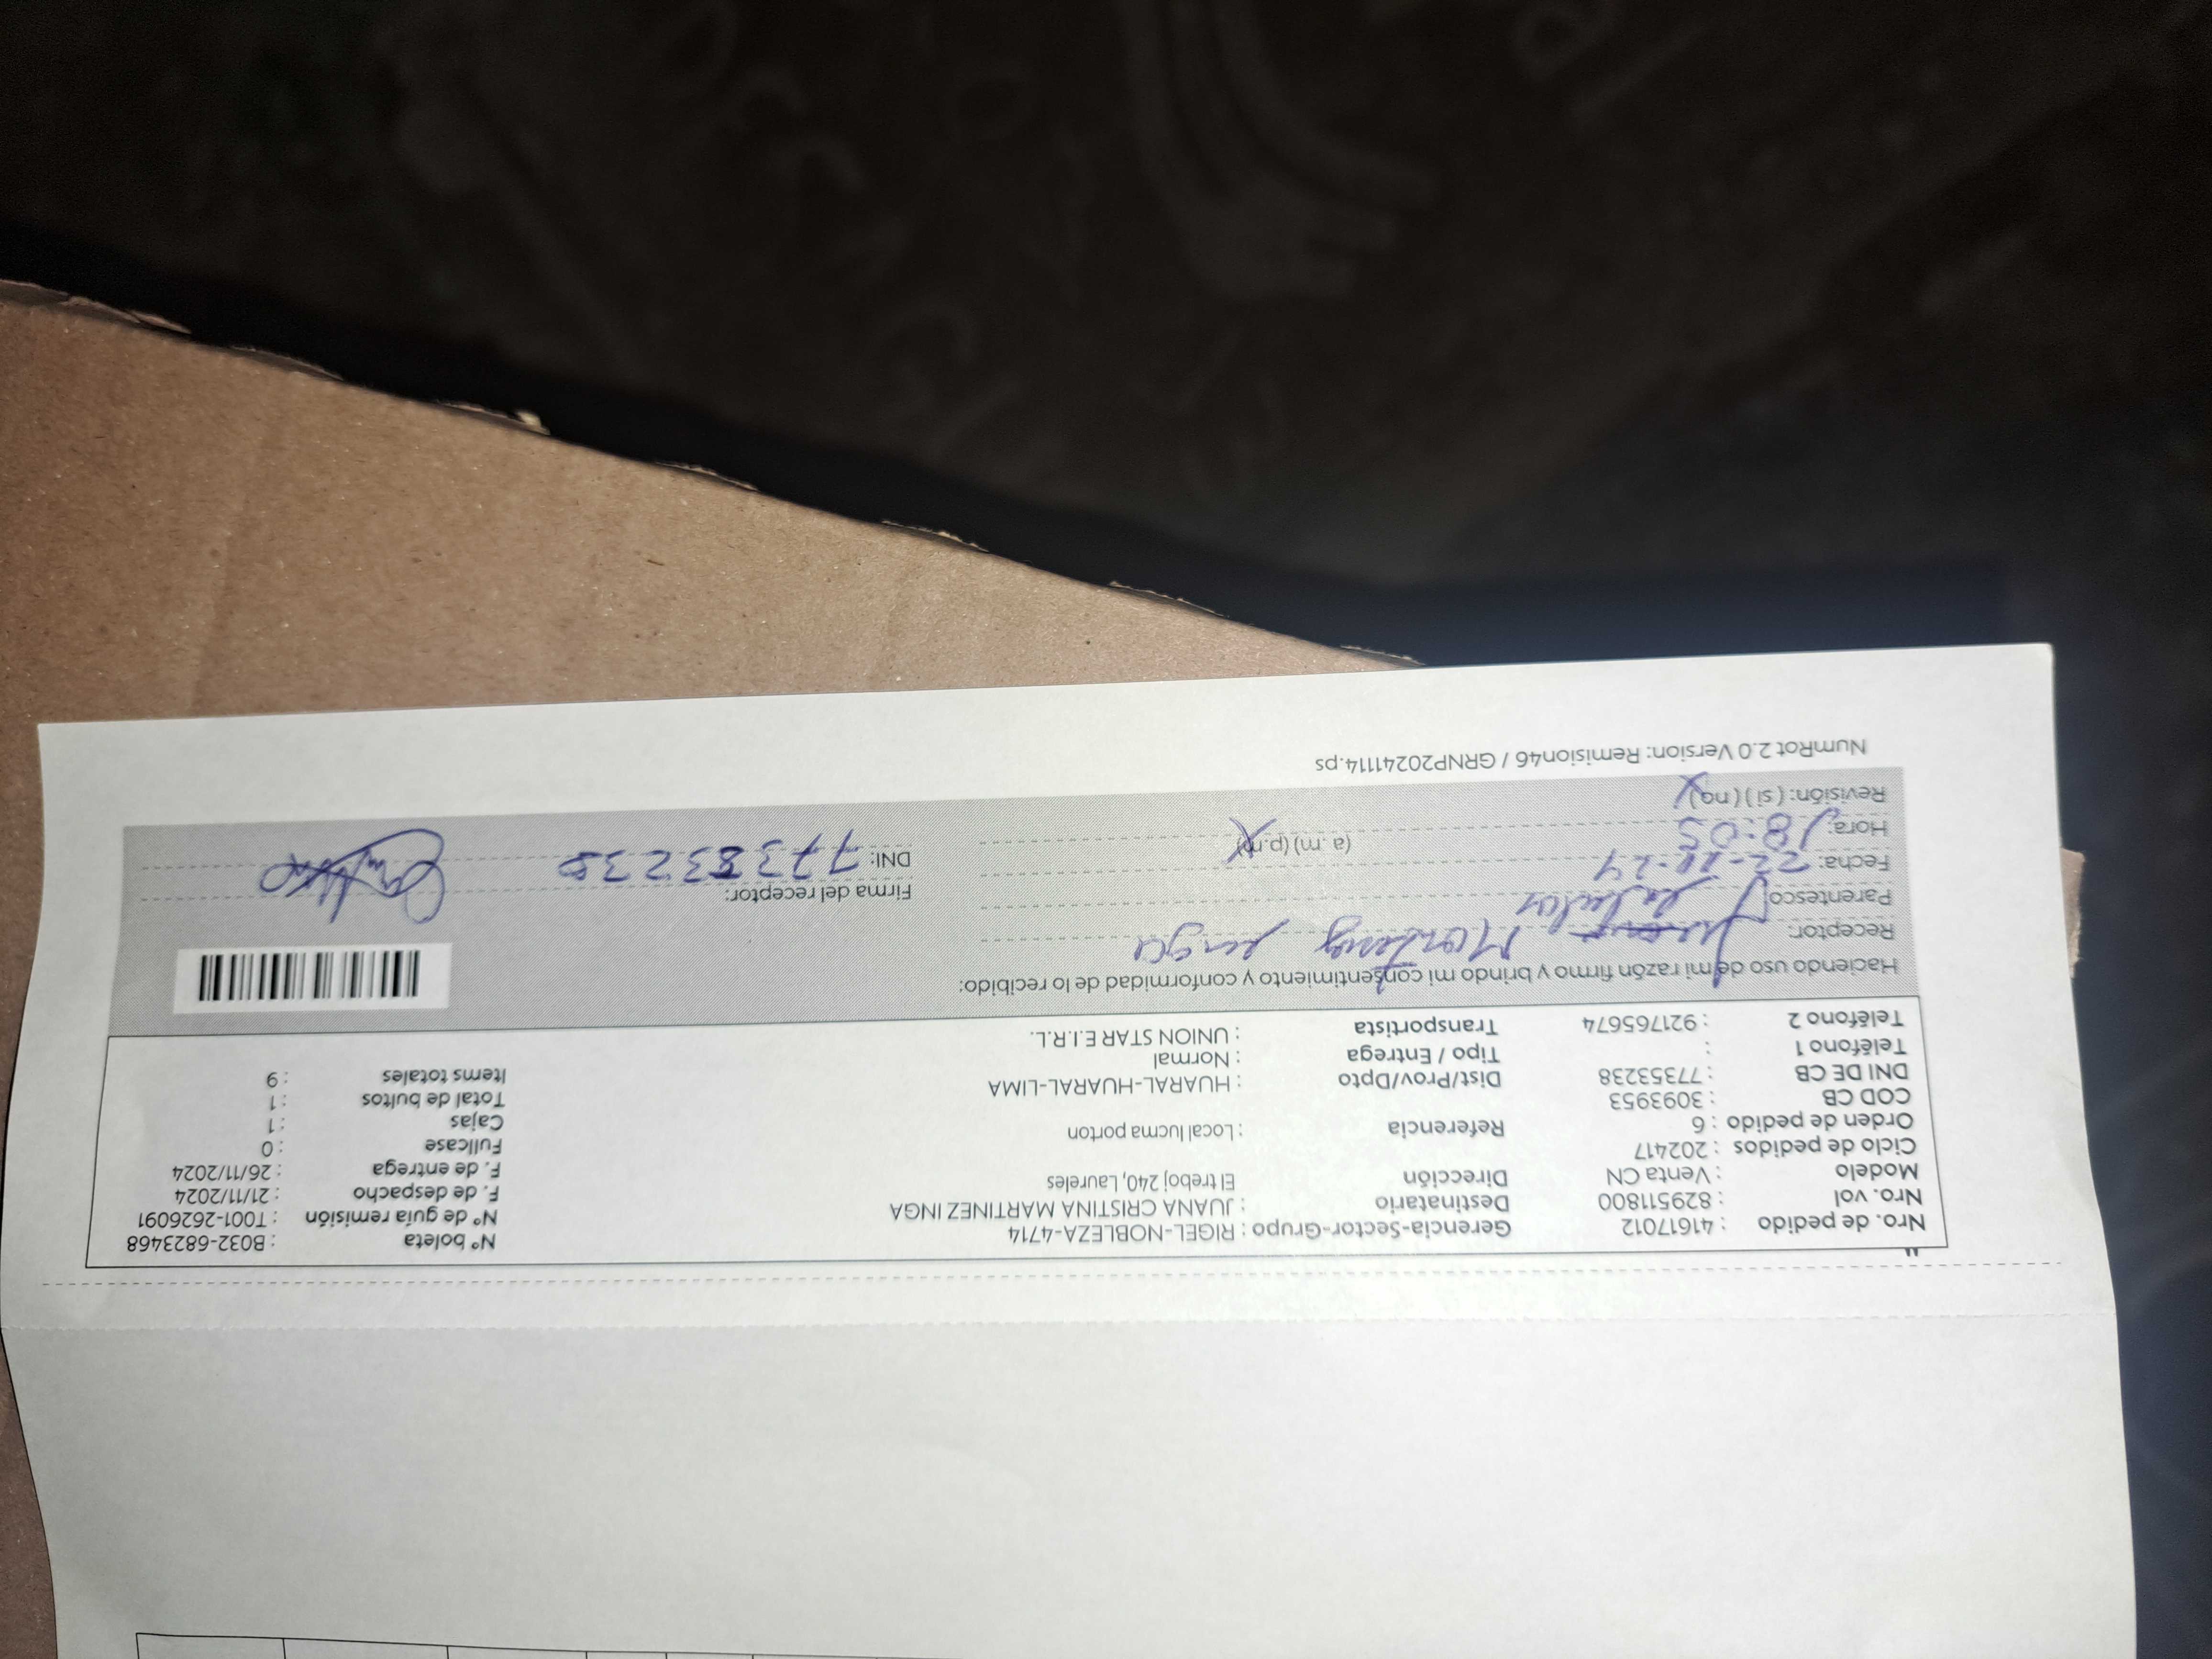 Nro. de pedido : 41617012 Gerencia-Sector-Grupo : RIGEL-NOBLEZA-4714 N° boleta : B032-6823468
Nro. vol : 829511800 Destinatario : JUANA CRISTINA MARTINEZ INGA N° de guía remisión : T001-2626091
Modelo : Venta CN Dirección El treboj 240, Laureles F. de despacho : 21/11/2024
Ciclo de pedidos : 202417 F. de entrega : 26/11/2024
Orden de pedido : 6 Referencia : Local lucma porton Fullcase : 0
COD CB : 3093953 Cajas : 1
DNI DE CB : 77353238 Dist/Prov/Dpto : HUARAL-HUARAL-LIMA Total de bultos : 1
Teléfono 1 : Tipo / Entrega : Normal Items totales : 9
Teléfono 2 : 921765674 Transportista : UNION STAR E.I.R.L.
Haciendo uso de mi razón firmo y brindo mi consentimiento y conformidad de lo recibido:
Receptor:
Parentesco: Firma del receptor:
Fecha: DNI:
Hora: 18:05 (a. m) (p.m)
Revisión: (si) (no)
NumRot 2.0 Version: Remision46 / GRNP20241114.ps